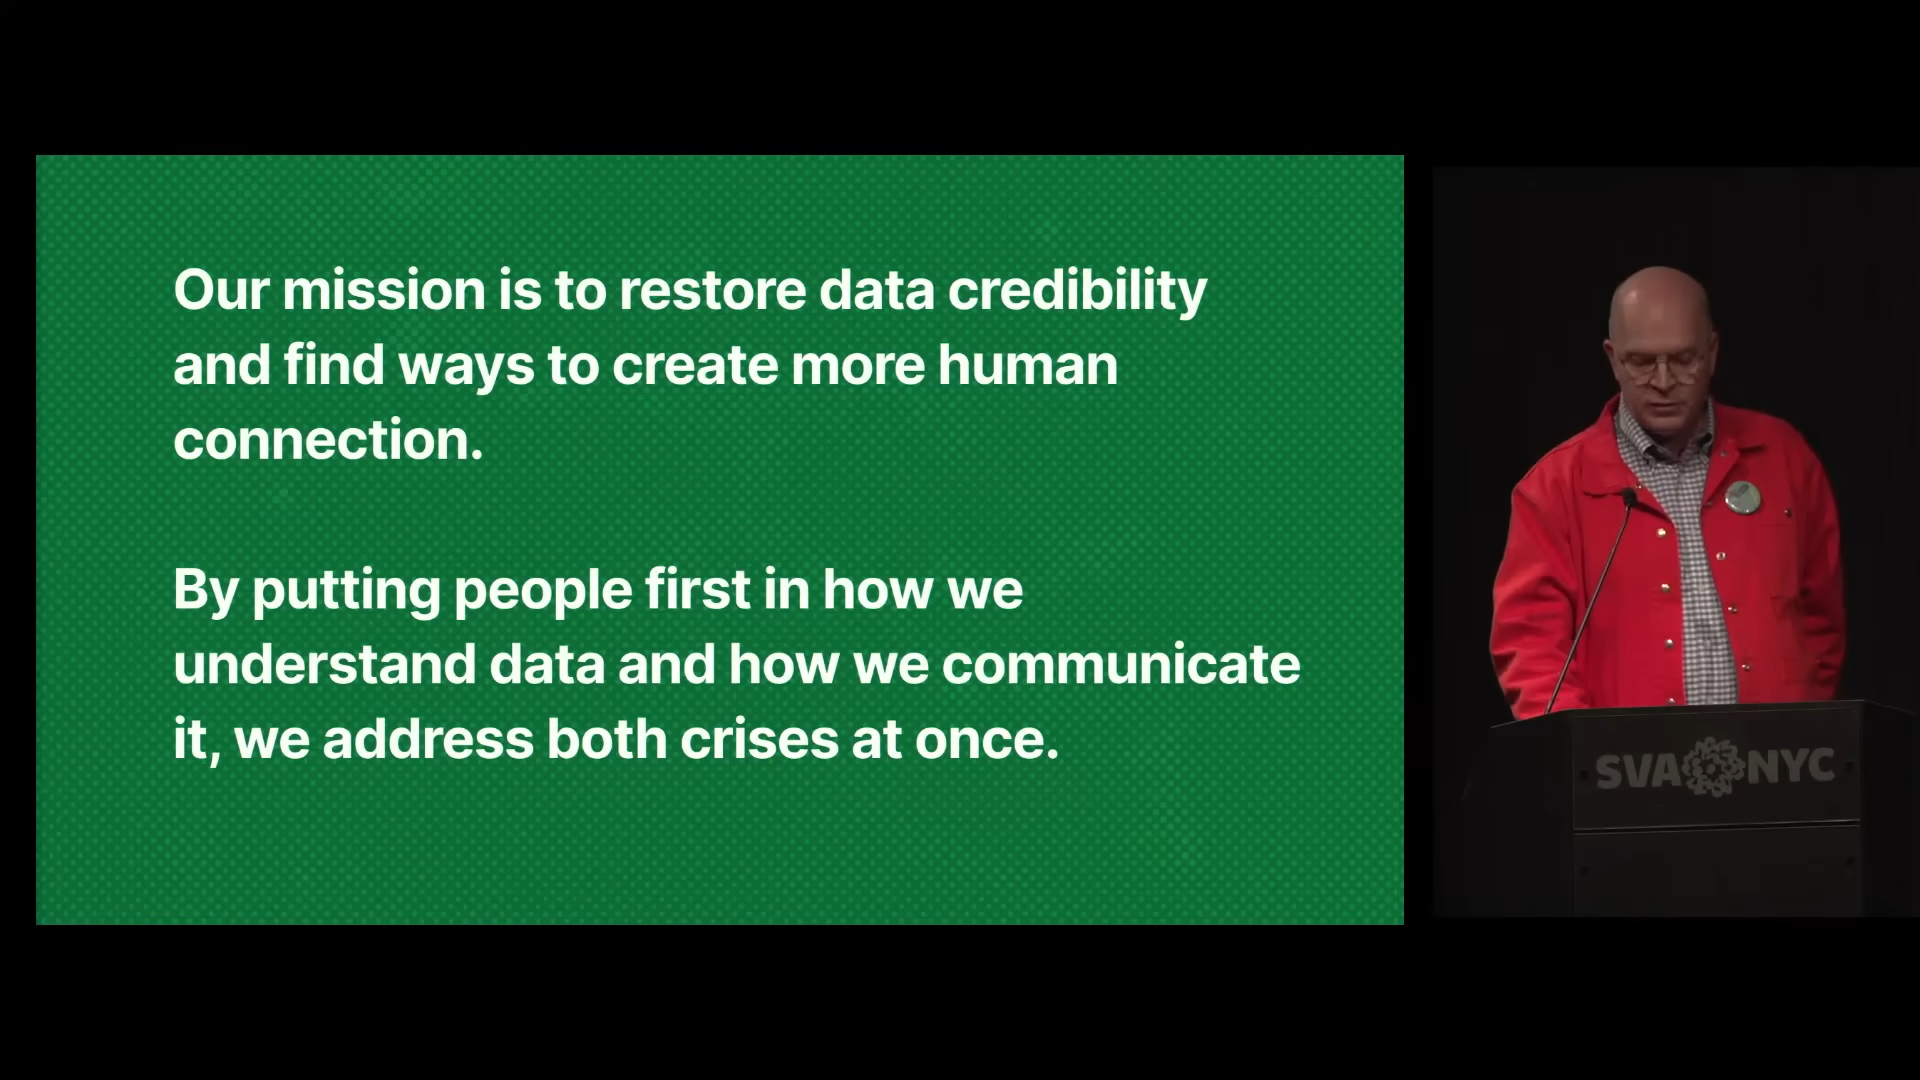 Our mission is to restore data credibility
and find ways to create more human
connection.
By putting people first in how we
understand data and how we communicate
it, we address both crises at once.
SVA NYC